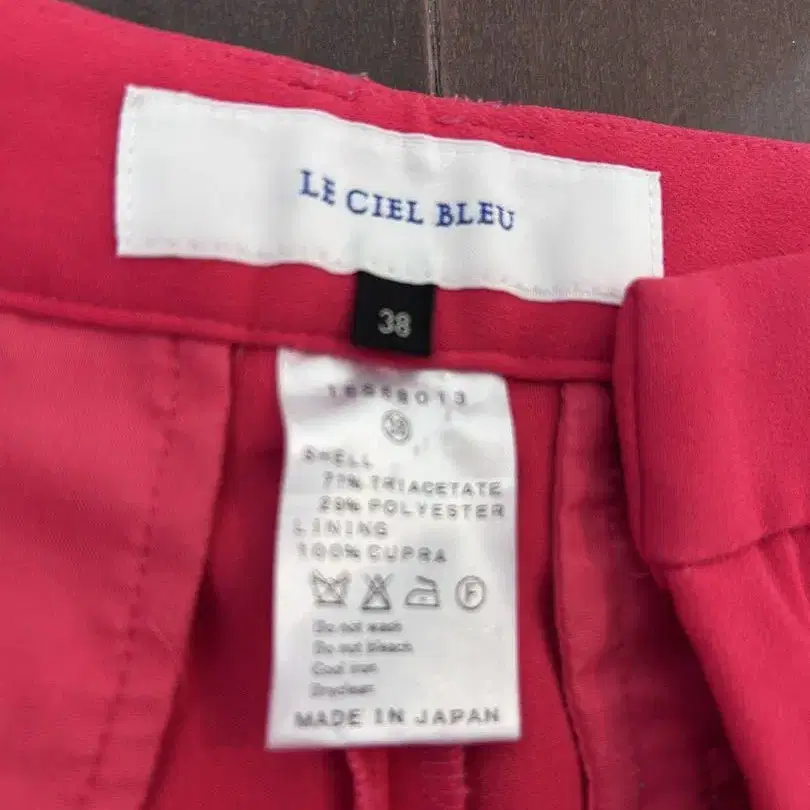 LE CIEL BLEU
38
38
SHELL
71% TRIACETATE
29% POLYESTER
LINING
100% CUPRA
F
Do not wash
Do not bleach
Cool iron
Dryclean
MADE IN JAPAN